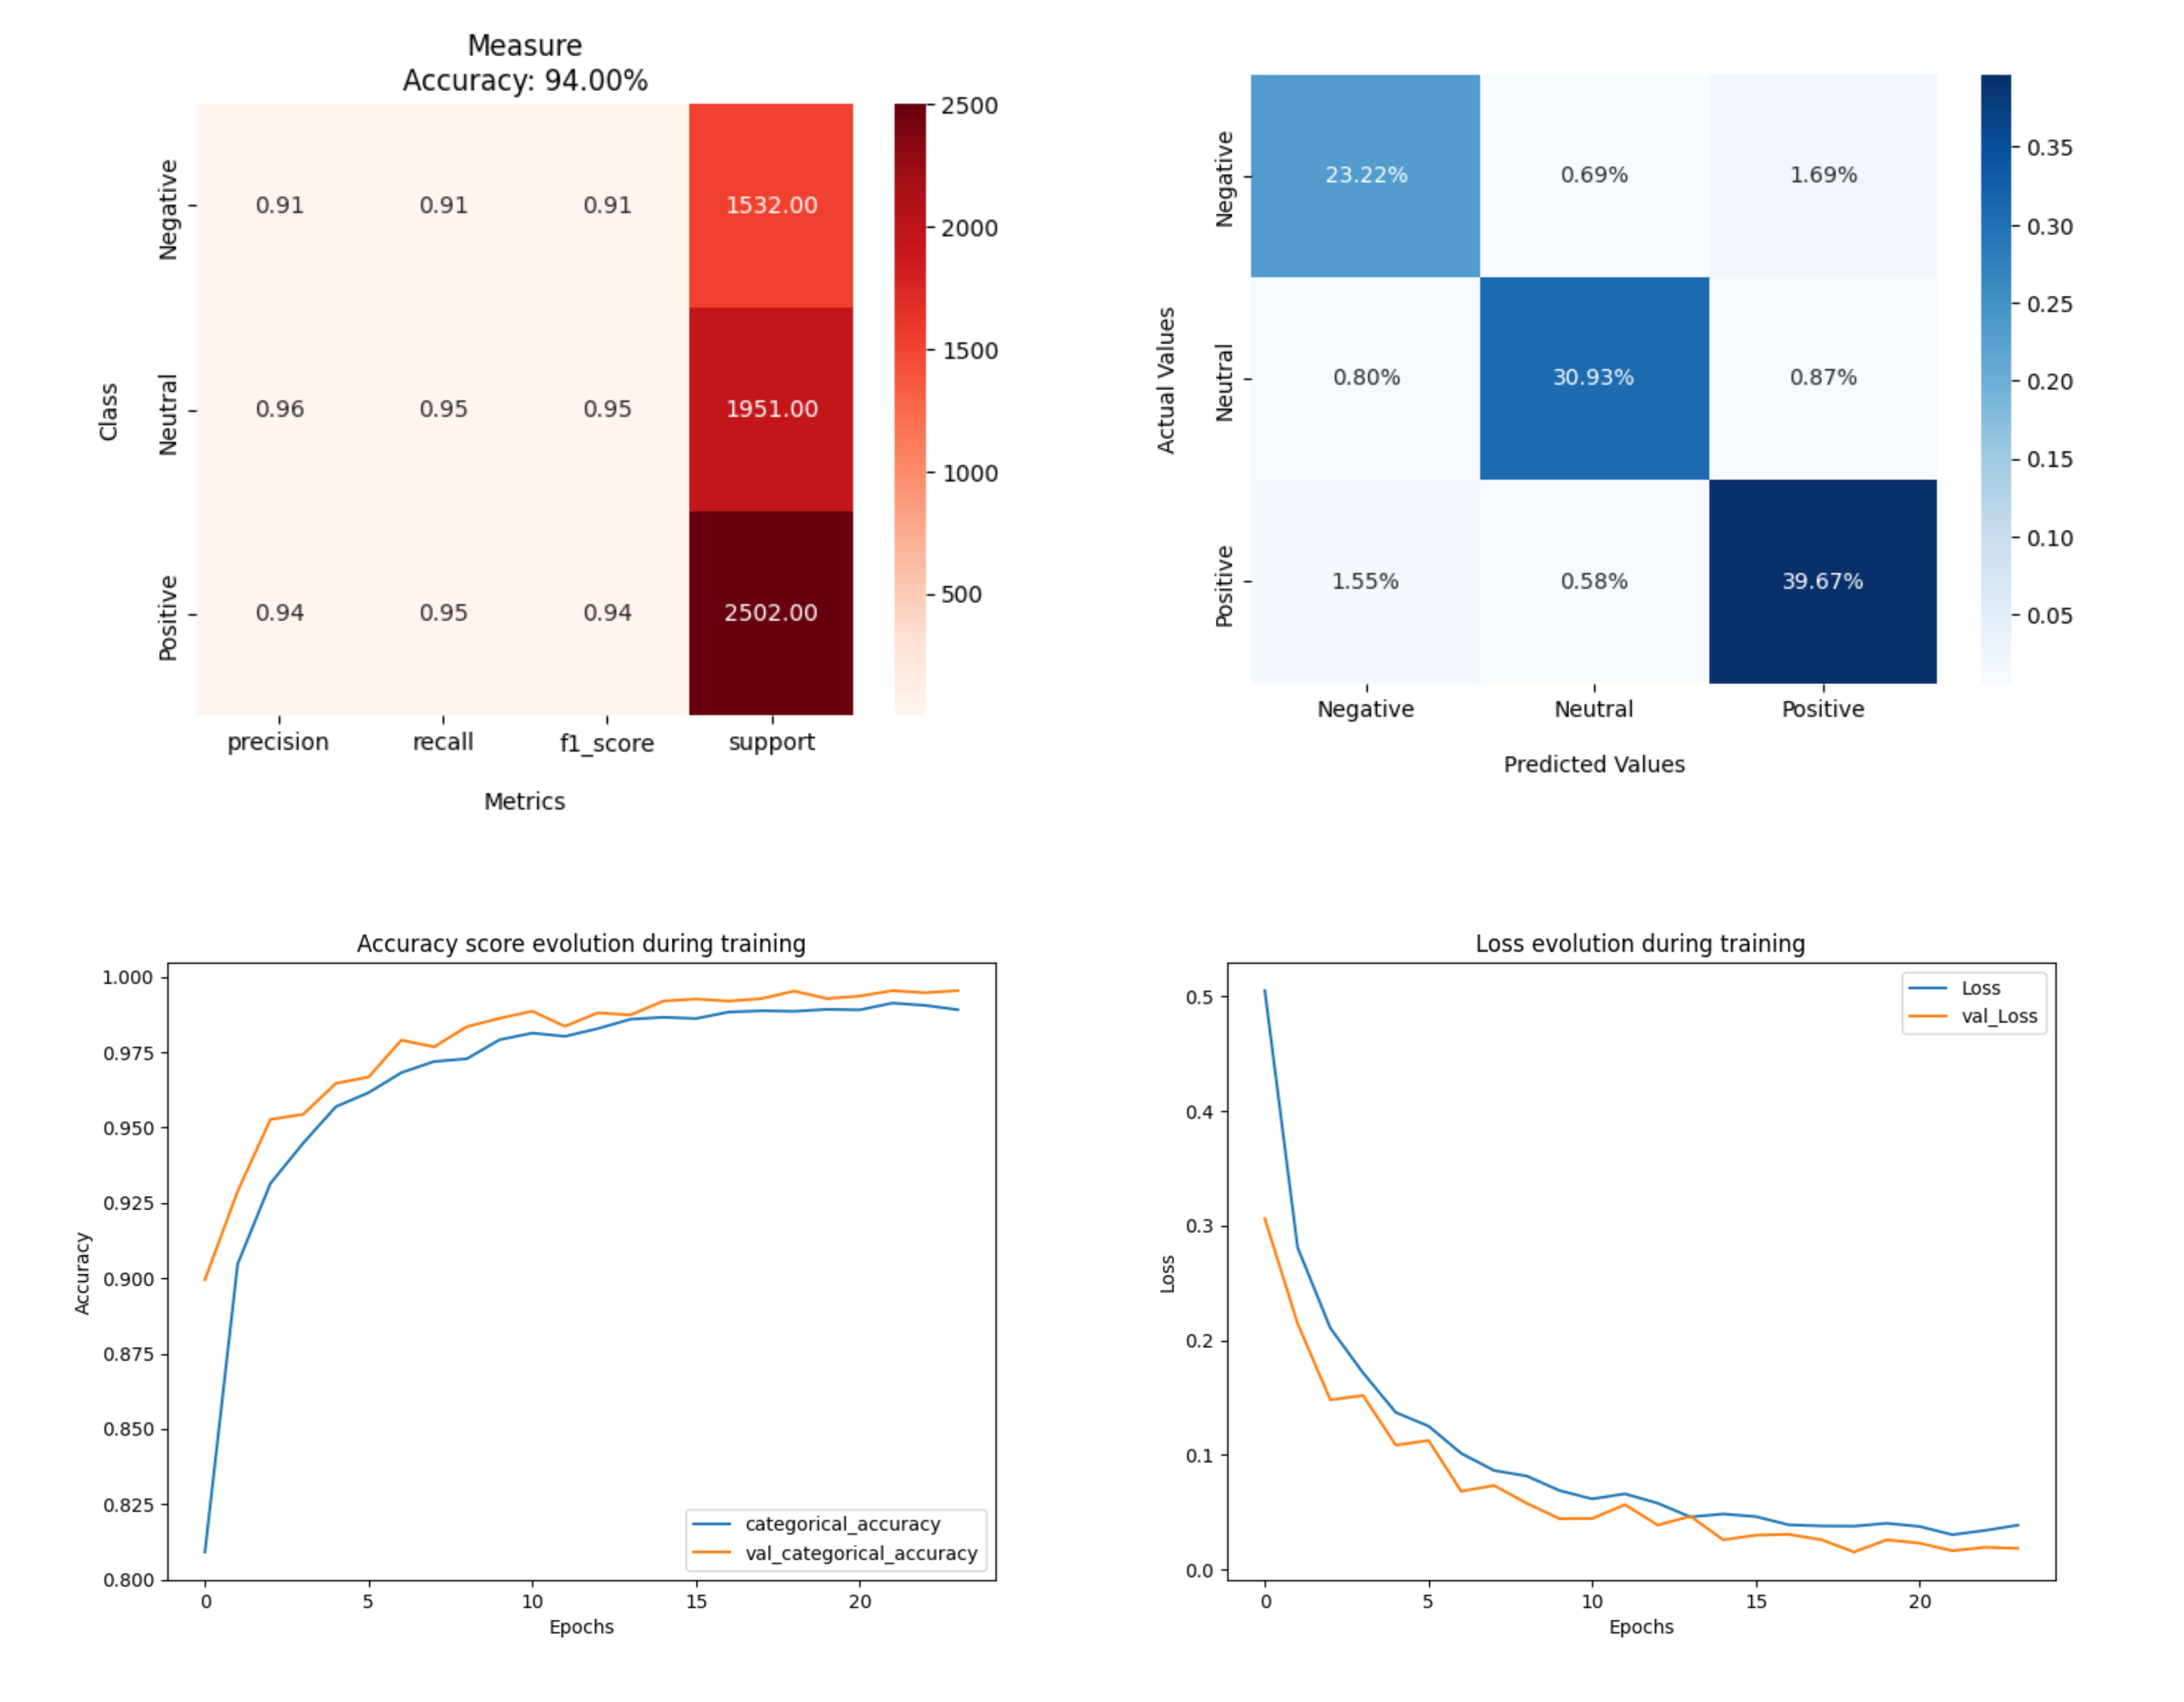 Measure
Accuracy: 94.00%
Class
Negative
Neutral
Positive
0.91 0.91 0.91 1532.00
0.96 0.95 0.95 1951.00
0.94 0.95 0.94 2502.00
precision recall f1_score support
Metrics
2500
2000
1500
1000
500
Actual Values
Negative
Neutral
Positive
23.22% 0.69% 1.69%
0.80% 30.93% 0.87%
1.55% 0.58% 39.67%
Negative Neutral Positive
Predicted Values
0.35
0.30
0.25
0.20
0.15
0.10
0.05
Accuracy score evolution during training
Accuracy
1.000
0.975
0.950
0.925
0.900
0.875
0.850
0.825
0.800
categorical_accuracy
val_categorical_accuracy
0 5 10 15 20
Epochs
Loss evolution during training
Loss
0.5
0.4
0.3
0.2
0.1
0.0
Loss
val_Loss
0 5 10 15 20
Epochs